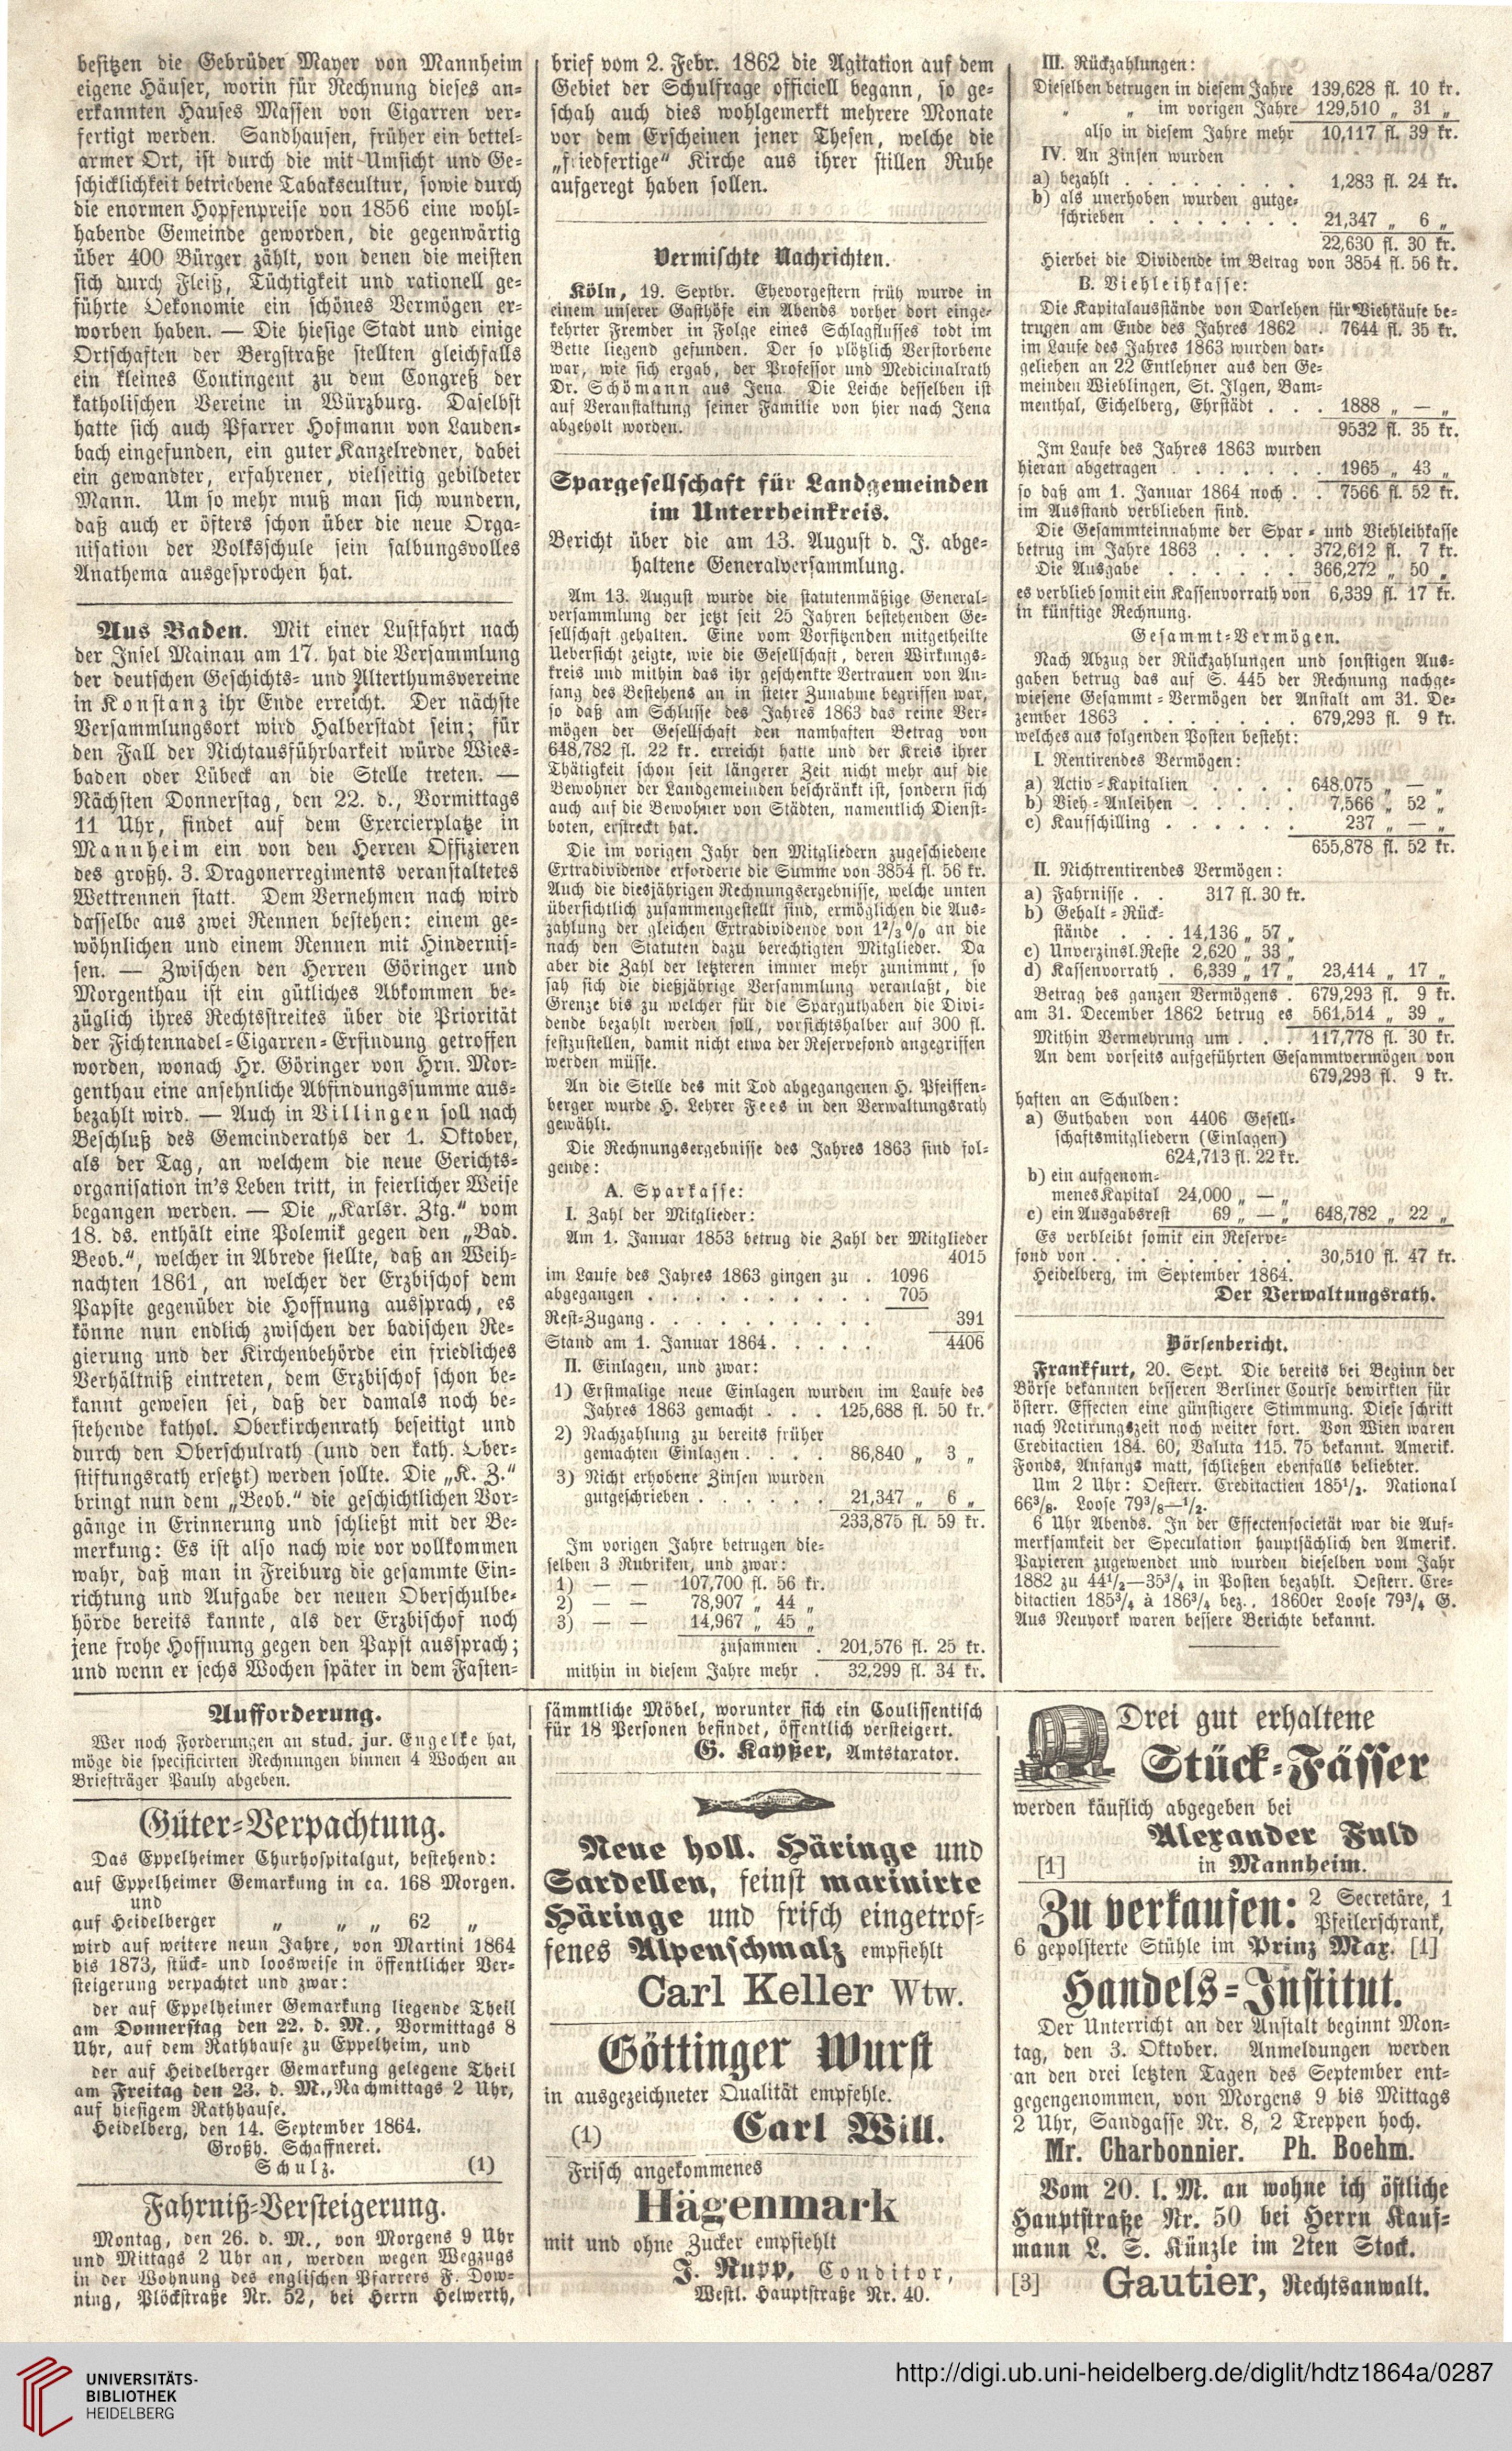 besitzen die Gebrüder Mayer von Mannheim
eigene Häuser, worin für Rechnung dieses an-
erkannten Hauses Massen von Cigarren ver-
fertigt werden. Sandhausen, früher ein bettel-
armer Ort, ist durch die mit Umsicht und Ge-
schicklichkeit betriebene Tabakscultur, sowie durch
die enormen Hopfenpreise von 1856 eine wohl-
habende Gemeinde geworden, die gegenwärtig
über 400 Bürger zählt, von denen die meisten
sich durch Fleiß, Tüchtigkeit und rationell ge-
führte Oekonomie ein schönes Vermögen er-
worben haben. — Die hiesige Stadt und einige
Ortschaften der Bergstraße stellten gleichfalls
ein kleines Contingent zu dem Congreß der
katholischen Vereine in Würzburg. Daselbst
hatte sich auch Pfarrer Hofmann von Lauden-
bach eingefunden, ein guter Kanzelredner, dabei
ein gewandter, erfahrener, vielseitig gebildeter
Mann. Um so mehr muß man sich wundern,
daß auch er öfters schon über die neue Orga-
nisation der Volksschule sein salbungsvolles
Anathema ausgesprochen hat.
Aus Baden. Mit einer Lustfahrt nach
der Insel Mainau am 17. hat die Versammlung
der deutschen Geschichts- und Alterthumsvereine
in Konstanz ihr Ende erreicht. Der nächste
Versammlungsort wird Halberstadt sein; für
den Fall der Nichtausführbarkeit würde Wies-
baden oder Lübeck an die Stelle treten. —
Nächsten Donnerstag, den 22. d., Vormittags
11 Uhr, findet auf dem Exercierplatze in
Mannheim ein von den Herren Offizieren
des großh. 3. Dragonerregiments veranstaltetes
Wettrennen statt. Dem Vernehmen nach wird
dasselbe aus zwei Rennen bestehen: einem ge-
wöhnlichen und einem Rennen mit Hindernis-
sen. — Zwischen den Herren Göringer und
Morgenthau ist ein gütliches Abkommen be-
züglich ihres Rechtsstreites über die Priorität
der Fichtennadel-Cigarren-Erfindung getroffen
worden, wonach Hr. Göringer von Hrn. Mor-
genthau eine ansehnliche Abfindungssumme aus-
bezahlt wird. — Auch in Villingen soll nach
Beschluß des Gemeinderaths der 1. Oktober,
als der Tag, an welchem die neue Gerichts-
organisation in's Leben tritt, in feierlicher Weise
begangen werden. — Die „Karlsr. Ztg.“ vom
18. ds. enthält eine Polemik gegen den „Bad.
Beob.“, welcher in Abrede stellte, daß an Weih-
nachten 1861, an welcher der Erzbischof dem
Papste gegenüber die Hoffnung aussprach, es
könne nun endlich zwischen der badischen Re-
gierung und der Kirchenbehörde ein friedliches
Verhältniß eintreten, dem Erzbischof schon be-
kannt gewesen sei, daß der damals noch be-
stehende kathol. Oberkirchenrath beseitigt und
durch den Oberschulrath (und den kath. Ober-
stiftungsrath ersetzt) werden sollte. Die „K. Z.“
bringt nun dem „Beob.“ die geschichtlichen Vor-
gänge in Erinnerung und schließt mit der Be-
merkung: Es ist also nach wie vor vollkommen
wahr, daß man in Freiburg die gesammte Ein-
richtung und Aufgabe der neuen Oberschulbe-
hörde bereits kannte, als der Erzbischof noch
jene frohe Hoffnung gegen den Papst aussprach;
und wenn er sechs Wochen später in dem Fasten-
brief vom 2. Febr. 1862 die Agitation auf dem
Gebiet der Schulfrage officiell begann, so ge-
schah auch dies wohlgemerkt mehrere Monate
vor dem Erscheinen jener Thesen, welche die
„friedfertige“ Kirche aus ihrer stillen Ruhe
aufgeregt haben sollen.
Vermischte Nachrichten.
Köln, 19. Septbr. Ehevorgestern früh wurde in
einem unserer Gasthöfe ein Abends vorher dort einge-
kehrter Fremder in Folge eines Schlagflusses todt im
Bette liegend gefunden. Der so plötzlich Verstorbene
war, wie sich ergab, der Professor und Medicinalrath
Dr. Schömann aus Jena. Die Leiche desselben ist
auf Veranstaltung seiner Familie von hier nach Jena
abgeholt worden.
Spargesellschaft für Landgemeinden
im Unterrheinkreis.
Bericht über die am 13. August d. J. abge-
haltene Generalversammlung.
Am 13. August wurde die statutenmäßige General-
versammlung der jetzt seit 25 Jahren bestehenden Ge-
sellschaft gehalten. Eine vom Vorsitzenden mitgetheilte
Uebersicht zeigte, wie die Gesellschaft, deren Wirkungs-
kreis und mithin das ihr geschenkte Vertrauen von An-
fang des Bestehens an in steter Zunahme begriffen war,
so daß am Schlusse des Jahres 1863 das reine Ver-
mögen der Gesellschaft den namhaften Betrag von
648,782 fl. 22 kr. erreicht hatte und der Kreis ihrer
Thätigkeit schon seit längerer Zeit nicht mehr auf die
Bewohner der Landgemeinden beschränkt ist, sondern sich
auch auf die Bewohner von Städten, namentlich Dienst-
boten, erstreckt hat.
Die im vorigen Jahr den Mitgliedern zugeschiedene
Extradividende erforderte die Summe von 3854 fl. 56 kr.
Auch die diesjährigen Rechnungsergebnisse, welche unten
übersichtlich zusammengestellt sind, ermöglichen die Aus-
zahlung der gleichen Extradividende von 1²/₃% an die
nach den Statuten dazu berechtigten Mitglieder. Da
aber die Zahl der letzteren immer mehr zunimmt, so
sah sich die dießjährige Versammlung veranlaßt, die
Grenze bis zu welcher für die Sparguthaben die Divi-
dende bezahlt werden soll, vorsichtshalber auf 300 fl.
festzustellen, damit nicht etwa der Reservefond angegriffen
werden müsse.
An die Stelle des mit Tod abgegangenen H. Pfeiffen-
berger wurde H. Lehrer Fees in den Verwaltungsrath
gewählt.
Die Rechnungsergebnisse des Jahres 1863 sind fol-
gende:
A. Sparkasse:
I. Zahl der Mitglieder:
Am 1. Januar 1853 betrug die Zahl der Mitglieder
4015
im Laufe des Jahres 1863 gingen zu . 1096
abgegangen . . . . . . . . . 705
Rest-Zugang . . . . . . . . . 391
Stand am 1. Januar 1864 . . . . . 4406
II. Einlagen, und zwar:
1) Erstmalige neue Einlagen wurden im Laufe des
Jahres 1863 gemacht . . . 125,688 fl. 50 kr.
2) Nachzahlung zu bereits früher
gemachten Einlagen . . . . 86,840 „ 3 „
3) Nicht erhobene Zinsen wurden
gutgeschrieben . . . . . . 21,347 „ 6 „
233,875 fl. 59 kr.
Im vorigen Jahre betrugen die-
selben 3 Rubriken, und zwar:
1) — — 107,700 fl. 56 kr.
2) — — 78,907 „ 44 „
3) — — 14,967 „ 45 „
zusammen . 201,576 fl. 25 kr.
mithin in diesem Jahre mehr . 32,299 fl. 34 kr.
III. Rückzahlungen:
Dieselben betrugen in diesem Jahre 139,628 fl. 10 kr.
„ „ im vorigen Jahre 129,510 „ 31 „
also in diesem Jahre mehr 10,117 fl. 39 kr.
IV. An Zinsen wurden
a) bezahlt . . . . . . . 1,283 fl. 24 kr.
b) als unerhoben wurden gutge-
schrieben . . . . . . 21,347 „ 6 „
22,630 fl. 30 kr.
Hierbei die Dividende im Betrag von 3854 fl. 56 kr.
B. Viehleihkasse:
Die Kapitalausstände von Darlehen für Viehkäufe be-
trugen am Ende des Jahres 1862 . 7644 fl. 35 kr.
im Laufe des Jahres 1863 wurden dar-
geliehen an 22 Entlehner aus den Ge-
meinden Wieblingen, St. Ilgen, Bam-
menthal, Eichelberg, Ehrstädt . . . 1888 „ — „
9532 fl. 35 kr.
Im Laufe des Jahres 1863 wurden
hieran abgetragen . . . . . . . 1965 „ 43 „
so daß am 1. Januar 1864 noch . . 7566 fl. 52 kr.
im Ausstand verblieben sind.
Die Gesammteinnahme der Spar- und Viehleihkasse
betrug im Jahre 1863 . . . . 372,612 fl. 7 kr.
Die Ausgabe . . . . . . 366,272 „ 50 „
es verblieb somit ein Kassenvorrath von 6,339 fl. 17 kr.
in künftige Rechnung.
Gesammt-Vermögen.
Nach Abzug der Rückzahlungen und sonstigen Aus-
gaben betrug das auf S. 445 der Rechnung nachge-
wiesene Gesammt-Vermögen der Anstalt am 31. De-
zember 1863 . . . . . . . 679,293 fl. 9 kr.
welches aus folgenden Posten besteht:
I. Rentirendes Vermögen:
a) Activ-Kapitalien . . . . 648,075 „ — „
b) Vieh-Anleihen . . . . . 7,566 „ 52 „
c) Kaufschilling . . . . . . 237 „ — „
655,878 fl. 52 kr.
II. Nichtrentirendes Vermögen:
a) Fahrnisse . . 317 fl. 30 kr.
b) Gehalt-Rück-
stände . . . 14,136 „ 57 „
c) Unverzinsl. Reste 2,620 „ 33 „
d) Kassenvorrath . 6,339 „ 17 „ 23,414 „ 17 „
Betrag des ganzen Vermögens . 679,293 fl. 9 kr.
am 31. December 1862 betrug es 561,514 „ 39 „
Mithin Vermehrung um . . . 117,778 fl. 30 kr.
An dem vorseits aufgeführten Gesammtvermögen von
679,293 fl. 9 kr.
haften an Schulden:
a) Guthaben von 4406 Gesell-
schaftsmitgliedern (Einlagen)
624,713 fl. 22 kr.
b) ein aufgenom-
menes Kapital 24,000 „ — „
c) ein Ausgabsrest 69 „ — „ 648,782 „ 22 „
Es verbleibt somit ein Reserve-
fond von . . . . . . . . 30,510 fl. 47 kr.
Heidelberg, im September 1864.
Der Verwaltungsrath.
Börsenbericht.
Frankfurt, 20. Sept. Die bereits bei Beginn der
Börse bekannten besseren Berliner Course bewirkten für
österr. Effecten eine günstigere Stimmung. Diese schritt
nach Notirungszeit noch weiter fort. Von Wien waren
Creditactien 184. 60, Valuta 115. 75 bekannt. Amerik.
Fonds, Anfangs matt, schließen ebenfalls beliebter.
Um 2 Uhr: Oesterr. Creditactien 185¹/₂. National
66³/₈. Loose 79³/₈—¹/₂.
6 Uhr Abends. In der Effectensocietät war die Auf-
merksamkeit der Speculation hauptsächlich den Amerik.
Papieren zugewendet und wurden dieselben vom Jahr
1882 zu 44¹/₂—35³/₄ in Posten bezahlt. Oesterr. Cre-
ditactien 185³/₄ à 186³/₄ bez., 1860er Loose 79³/₄ G.
Aus Neuyork waren bessere Berichte bekannt.
Aufforderung.
Wer noch Forderungen an stud. jur. Engelke hat,
möge die specificirten Rechnungen binnen 4 Wochen an
Briefträger Pauly abgeben.
Güter-Verpachtung.
Das Eppelheimer Churhospitalgut, bestehend:
auf Eppelheimer Gemarkung in ca. 168 Morgen.
und
auf Heidelberger „ „ „ 62 „
wird auf weitere neun Jahre, von Martini 1864
bis 1873, stück- und loosweise in öffentlicher Ver-
steigerung verpachtet und zwar:
der auf Eppelheimer Gemarkung liegende Theil
am Donnerstag den 22. d. M., Vormittags 8
Uhr, auf dem Rathhause zu Eppelheim, und
der auf Heidelberger Gemarkung gelegene Theil
am Freitag den 23. d. M., Nachmittags 2 Uhr,
auf hiesigem Rathhause.
Heidelberg, den 14. September 1864.
Großh. Schaffnerei.
Schulz. (1)
Fahrniß-Versteigerung.
Montag, den 26. d. M., von Morgens 9 Uhr
und Mittags 2 Uhr an, werden wegen Wegzugs
in der Wohnung des englischen Pfarrers F. Dow-
ning, Plöckstraße Nr. 52, bei Herrn Helwerth,
sämmtliche Möbel, worunter sich ein Coulissentisch
für 18 Personen befindet, öffentlich versteigert.
G. Kayßer, Amtstaxator.
Neue holl. Häringe und
Sardellen, feinst marinirte
Häringe und frisch eingetrof-
fenes Alpenschmalz empfiehlt
Carl Keller Wtw.
Göttinger Wurst
in ausgezeichneter Qualität empfehle.
(1) Carl Will.
Frisch angekommenes
Hägenmark
mit und ohne Zucker empfiehlt
J. Rupp, Conditor,
Westl. Hauptstraße Nr. 40.
Drei gut erhaltene
Stück-Fässer
werden käuflich abgegeben bei
Alexander Fuld
[1] in Mannheim.
Zu verkaufen: 2 Secretäre, 1
Pfeilerschrank,
6 gepolsterte Stühle im Prinz Max. [1]
Handels-Institut.
Der Unterricht an der Anstalt beginnt Mon-
tag, den 3. Oktober. Anmeldungen werden
an den drei letzten Tagen des September ent-
gegengenommen, von Morgens 9 bis Mittags
2 Uhr, Sandgasse Nr. 8, 2 Treppen hoch.
Mr. Charbonnier. Ph. Boehm.
Vom 20. l. M. an wohne ich östliche
Hauptstraße Nr. 50 bei Herrn Kauf-
mann L. S. Künzle im 2ten Stock.
[3] Gautier, Rechtsanwalt.
UNIVERSITÄTS-
BIBLIOTHEK
HEIDELBERG
http://digi.ub.uni-heidelberg.de/diglit/hdtz1864a/0287